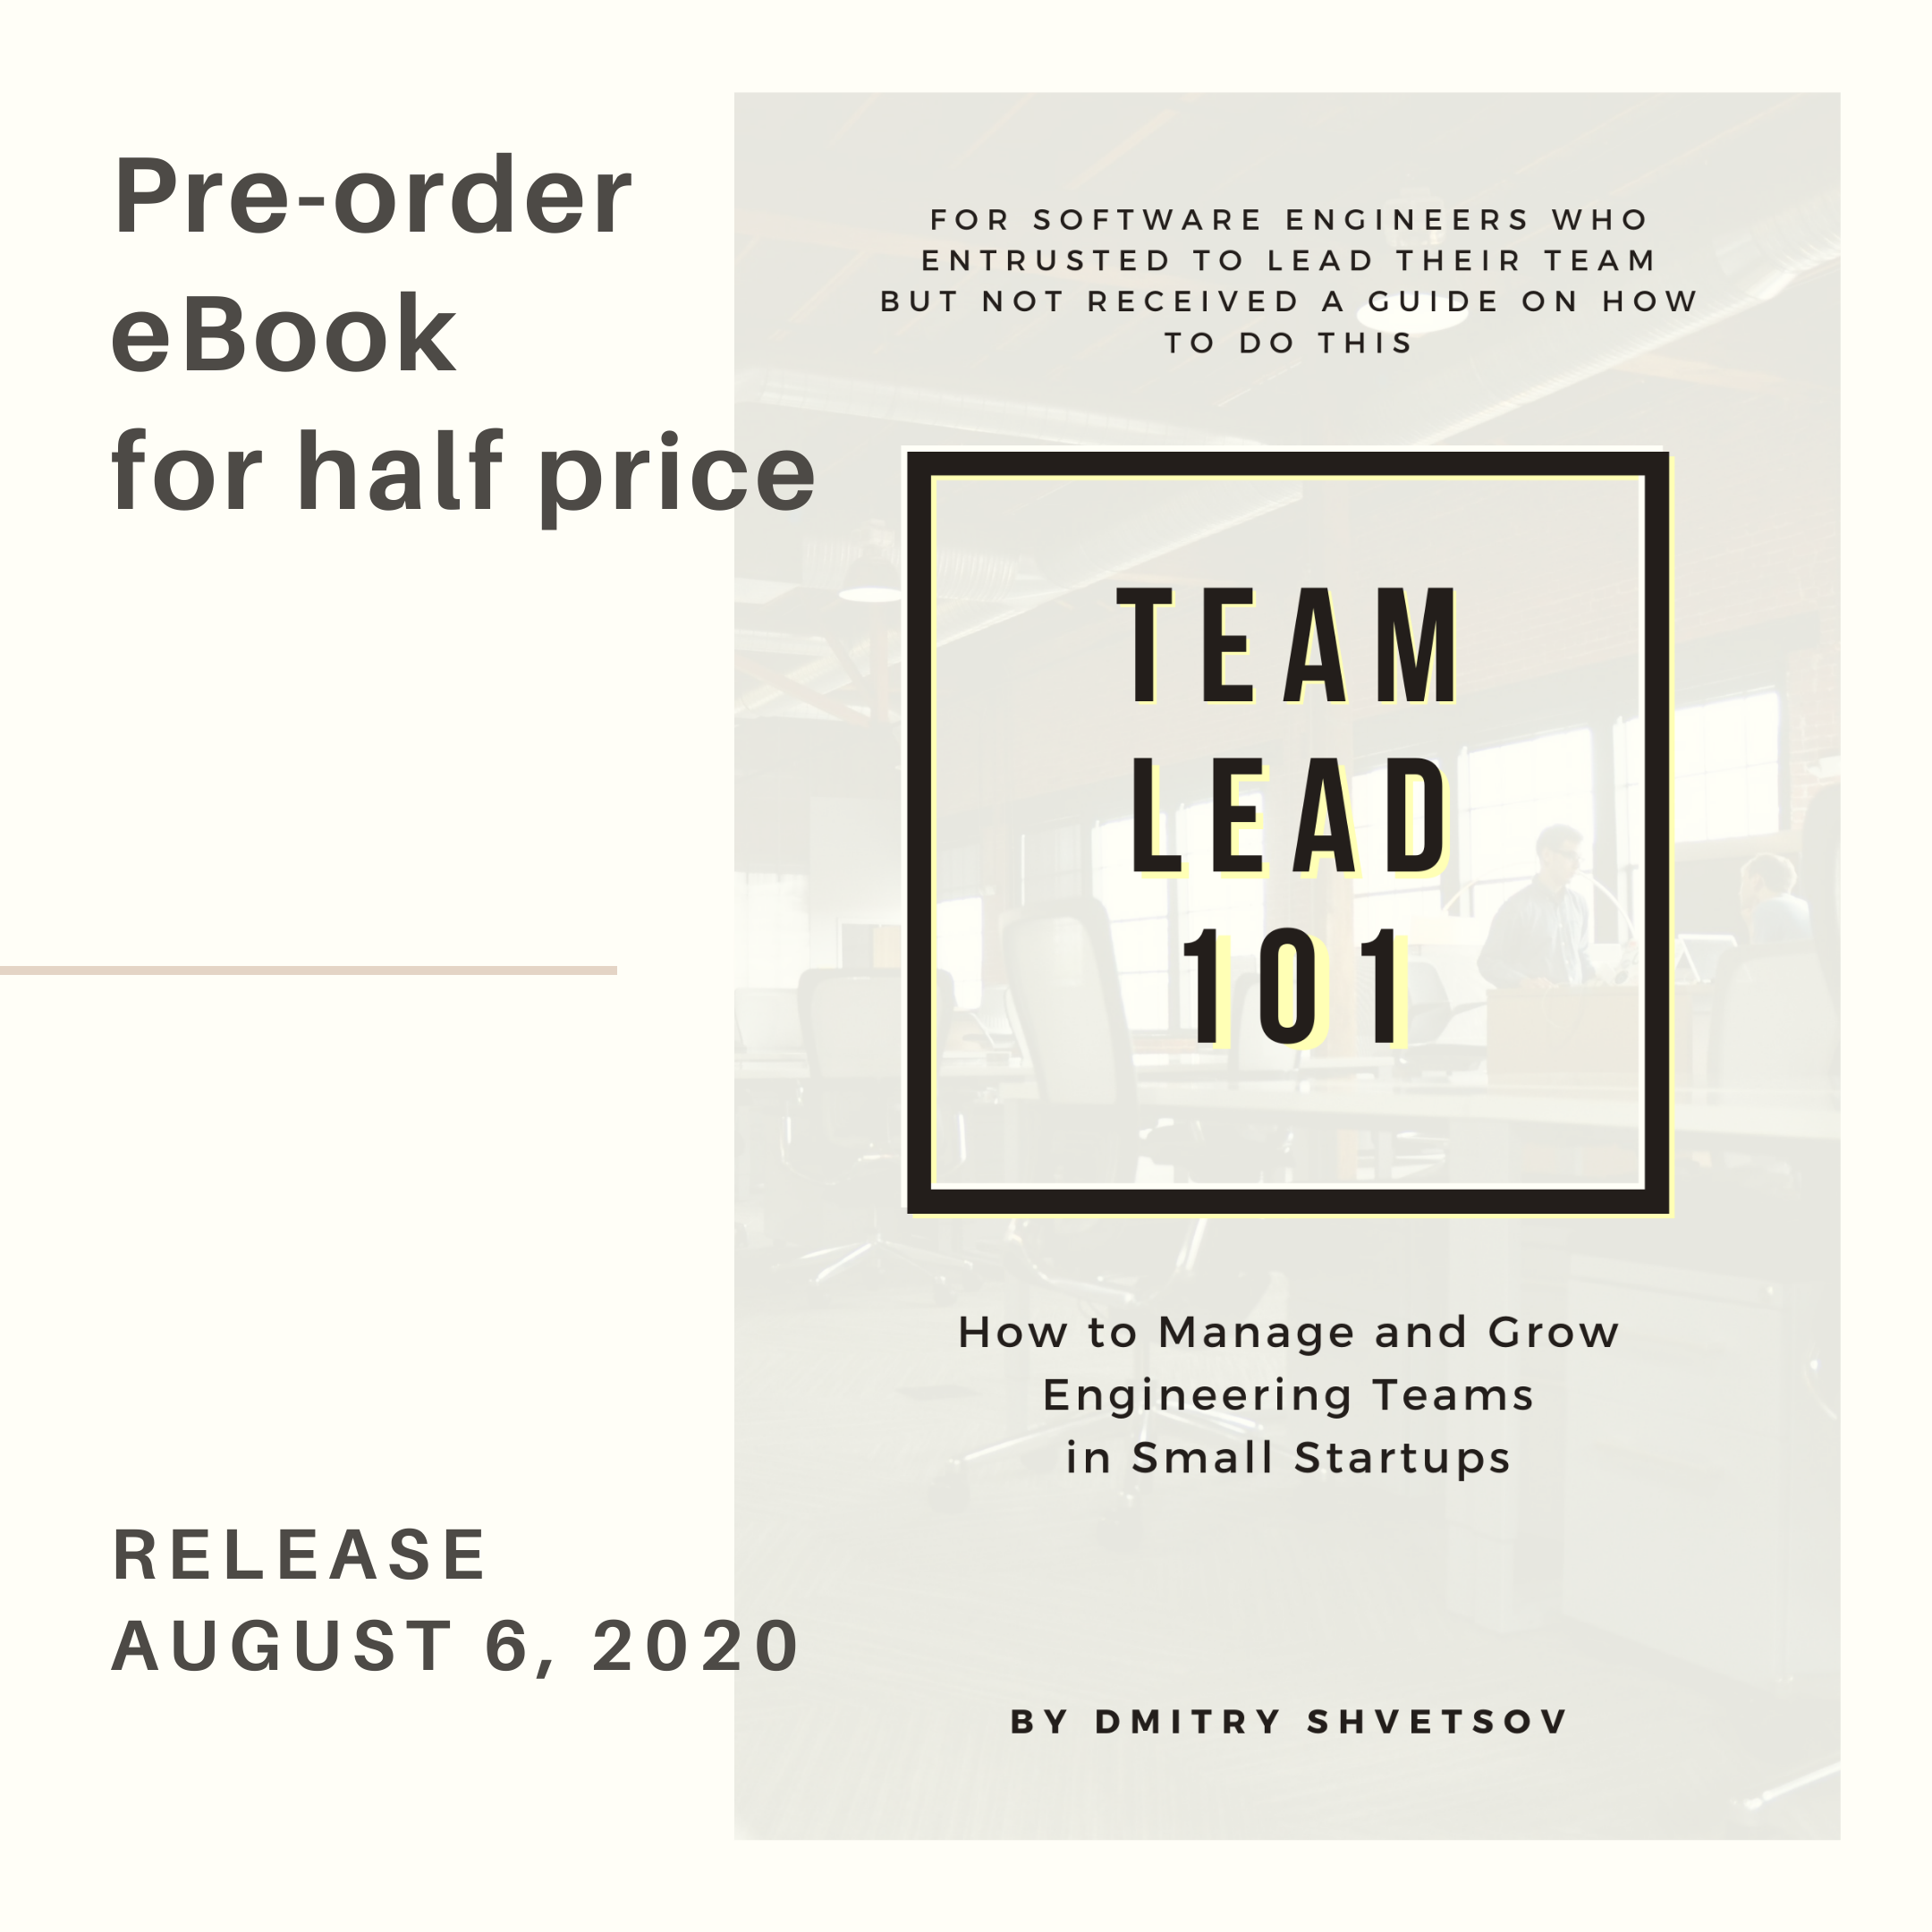 Pre-order
eBook
for half price
RELEASE
AUGUST 6, 2020
FOR SOFTWARE ENGINEERS WHO
ENTRUSTED TO LEAD THEIR TEAM
BUT NOT RECEIVED A GUIDE ON HOW
TO DO THIS
TEAM
LEAD
101
How to Manage and Grow
Engineering Teams
in Small Startups
BY DMITRY SHVETSOV